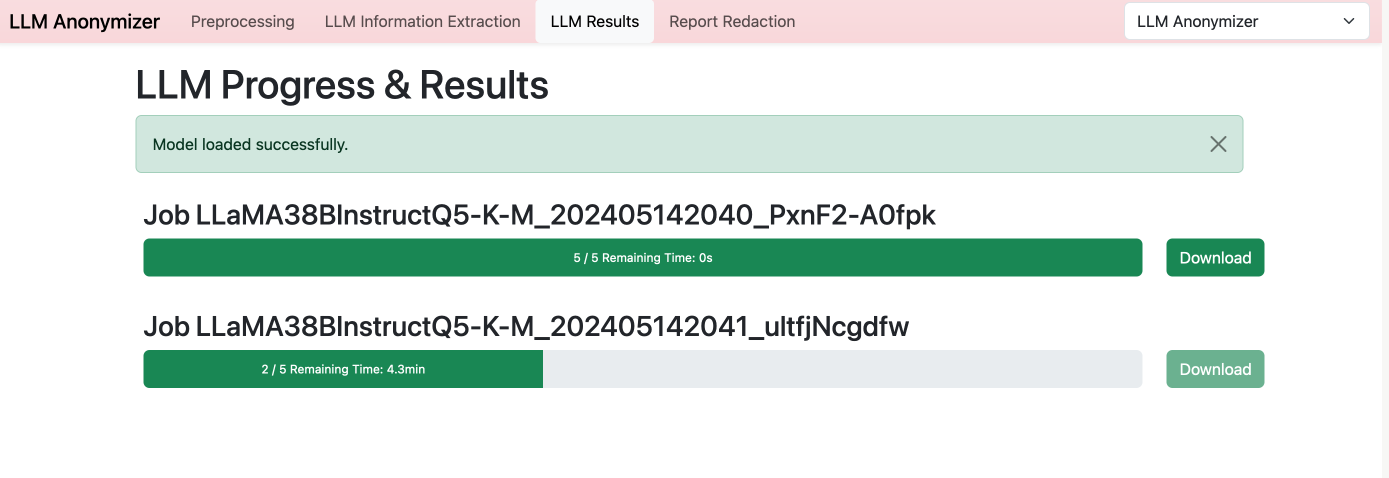 LLM Anonymizer Preprocessing LLM Information Extraction LLM Results Report Redaction LLM Anonymizer
LLM Progress & Results
Model loaded successfully.
Job LLaMA38BInstructQ5-K-M_202405142040_PxnF2-A0fpk
5 / 5 Remaining Time: 0s Download
Job LLaMA38BInstructQ5-K-M_202405142041_ultfjNcgdfw
2 / 5 Remaining Time: 4.3min Download